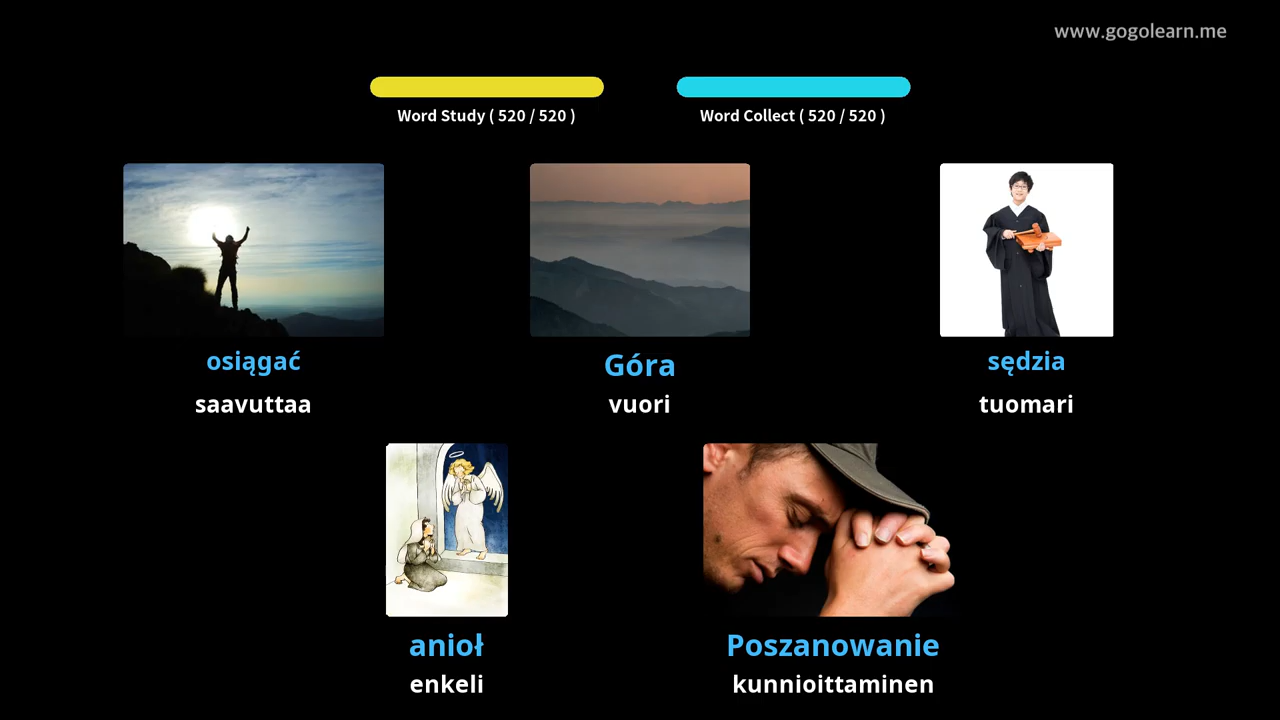 www.gogolearn.me
Word Study ( 520 / 520 )
Word Collect ( 520 / 520 )
osiągać
saavuttaa
Góra
vuori
sędzia
tuomari
anioł
enkeli
Poszanowanie
kunnioittaminen